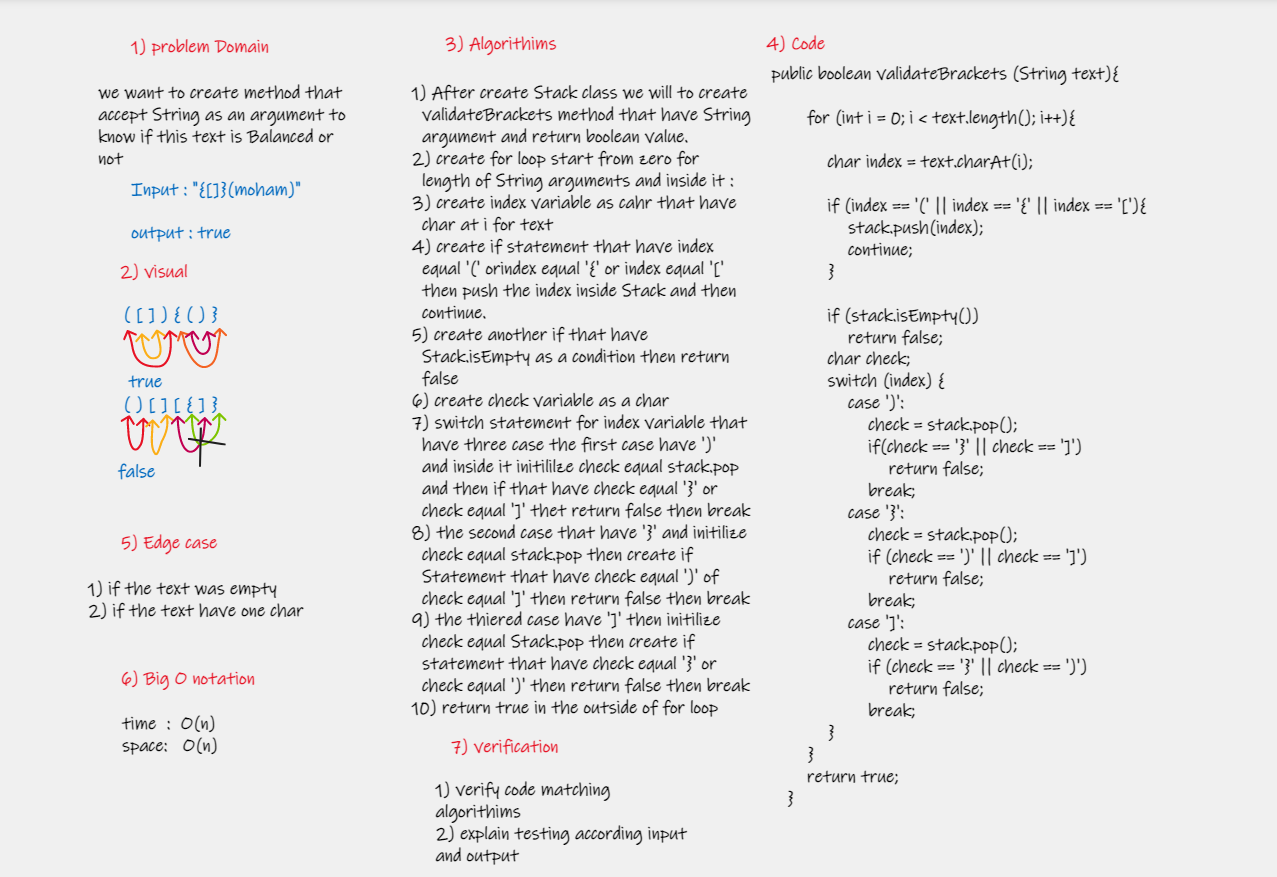 1) problem Domain
we want to create method that
accept String as an argument to
know if this text is Balanced or
not
Input : "{[]}(moham)"
output : true
2) visual
( [ ] ) { ( ) }
true
( ) [ ] [ { ] }
false
5) Edge case
1) if the text was empty
2) if the text have one char
6) Big O notation
time : O(n)
space: O(n)
3) Algorithims
1) After create Stack class we will to create
validateBrackets method that have String
argument and return boolean value.
2) create for loop start from zero for
length of String arguments and inside it :
3) create index variable as cahr that have
char at i for text
4) create if statement that have index
equal '(' orindex equal '{' or index equal '['
then push the index inside Stack and then
continue.
5) create another if that have
Stack.isEmpty as a condition then return
false
6) create check variable as a char
7) switch statement for index variable that
have three case the first case have ')'
and inside it initililze check equal stack.pop
and then if that have check equal '}' or
check equal ']' thet return false then break
8) the second case that have '}' and initilize
check equal stack.pop then create if
Statement that have check equal ')' of
check equal ']' then return false then break
9) the thiered case have ']' then initilize
check equal Stack.pop then create if
statement that have check equal '}' or
check equal ')' then return false then break
10) return true in the outside of for loop
7) verification
1) verify code matching
algorithims
2) explain testing according input
and output
4) Code
public boolean validateBrackets (String text){
for (int i = 0; i < text.length(); i++){
char index = text.charAt(i);
if (index == '(' || index == '{' || index == '['){
stack.push(index);
continue;
}
if (stack.isEmpty())
return false;
char check;
switch (index) {
case ')':
check = stack.pop();
if(check == '}' || check == ']')
return false;
break;
case '}':
check = stack.pop();
if (check == ')' || check == ']')
return false;
break;
case ']':
check = stack.pop();
if (check == '}' || check == ')')
return false;
break;
}
}
return true;
}